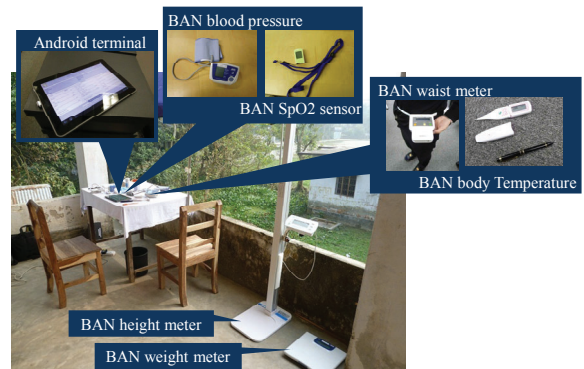 BAN blood pressure
Android terminal
BAN SpO2 sensor
BAN waist meter
BAN body Temperature
BAN height meter
BAN weight meter